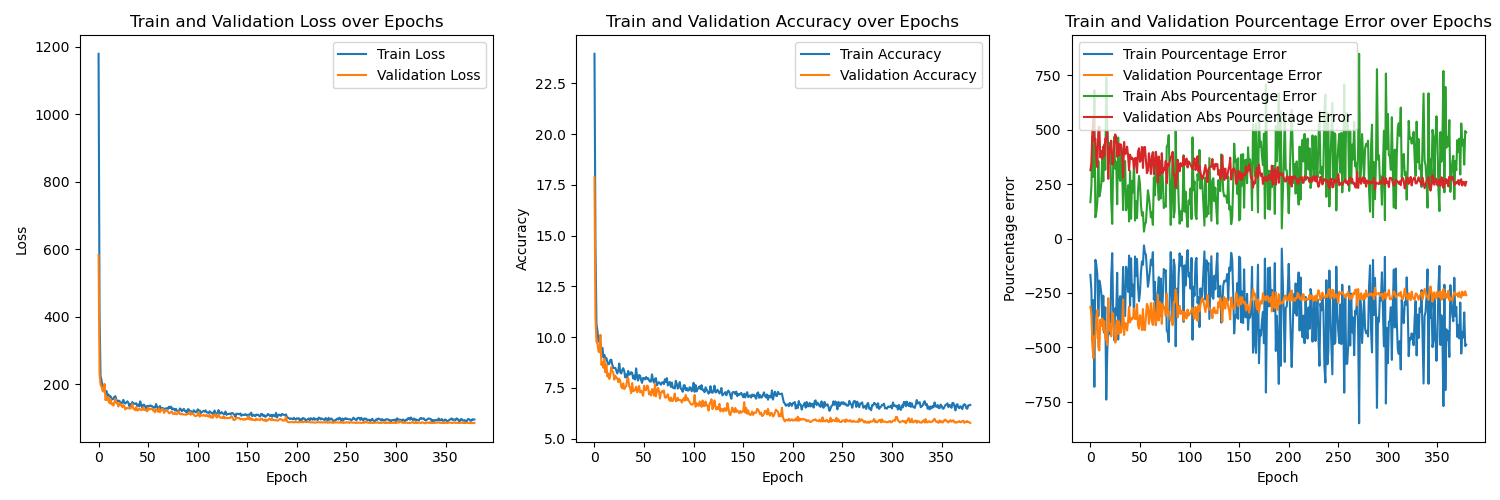 Train and Validation Loss over Epochs
1200
1000
800
600
400
200
0
50
100
150
200
250
300
350
Loss
Epoch
Train Loss
Validation Loss
Train and Validation Accuracy over Epochs
22.5
20.0
17.5
15.0
12.5
10.0
7.5
5.0
0
50
100
150
200
250
300
350
Accuracy
Epoch
Train Accuracy
Validation Accuracy
Train and Validation Pourcentage Error over Epochs
750
500
250
0
−250
−500
−750
0
50
100
150
200
250
300
350
Pourcentage error
Epoch
Train Pourcentage Error
Validation Pourcentage Error
Train Abs Pourcentage Error
Validation Abs Pourcentage Error